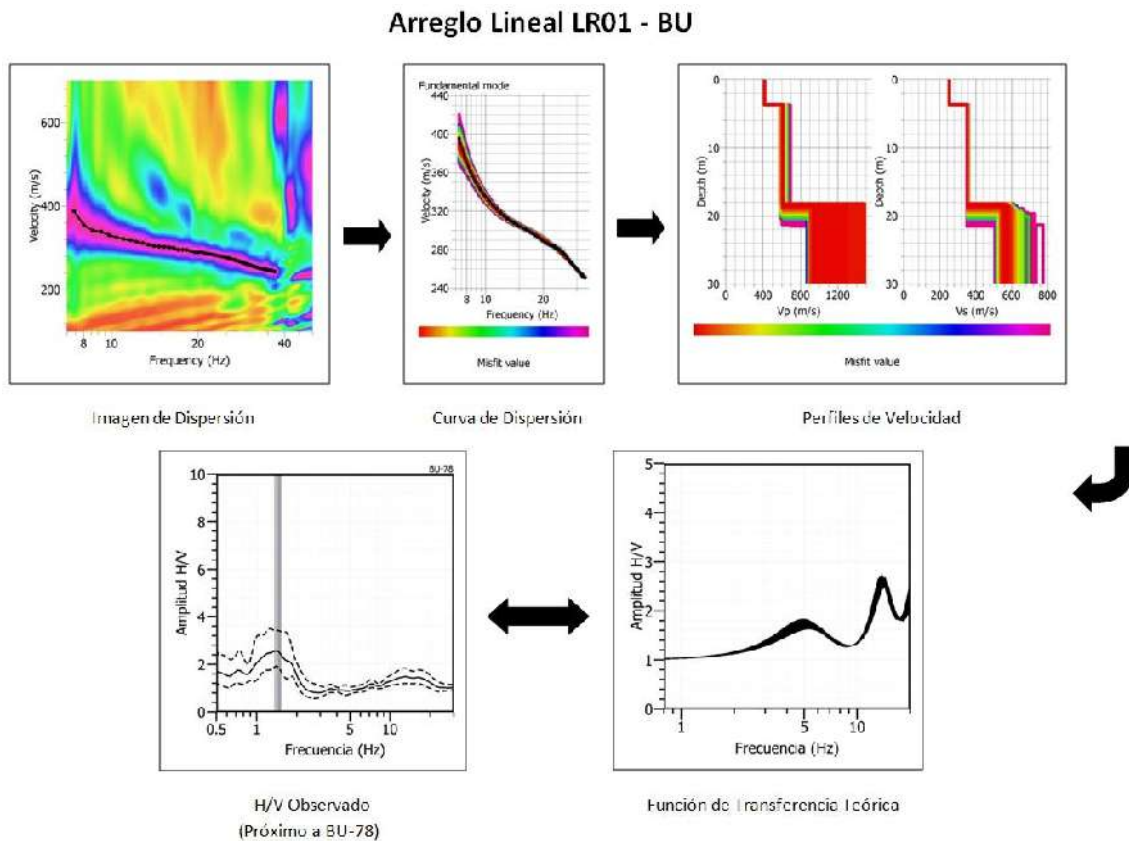 Arreglo Lineal LR01 - BU
Velocity (m/s)
600
400
200
8 10 20 40
Frequency (Hz)
Imagen de Dispersión
Fundamental mode
Velocity (m/s)
440
400
360
320
280
240
8 10 20
Frequency (Hz)
Misfit value
Curva de Dispersión
Depth (m)
0
10
20
30
0 400 800 1200
Vp (m/s)
Depth (m)
0
10
20
30
0 200 400 600 800
Vs (m/s)
Misfit value
Perfiles de Velocidad
BU-78
Amplitud H/V
10
8
6
4
2
0
0.5 1 5 10
Frecuencia (Hz)
H/V Observado
(Próximo a BU-78)
Amplitud H/V
5
4
3
2
1
0
1 10
Frecuencia (Hz)
Función de Transferencia Teórica